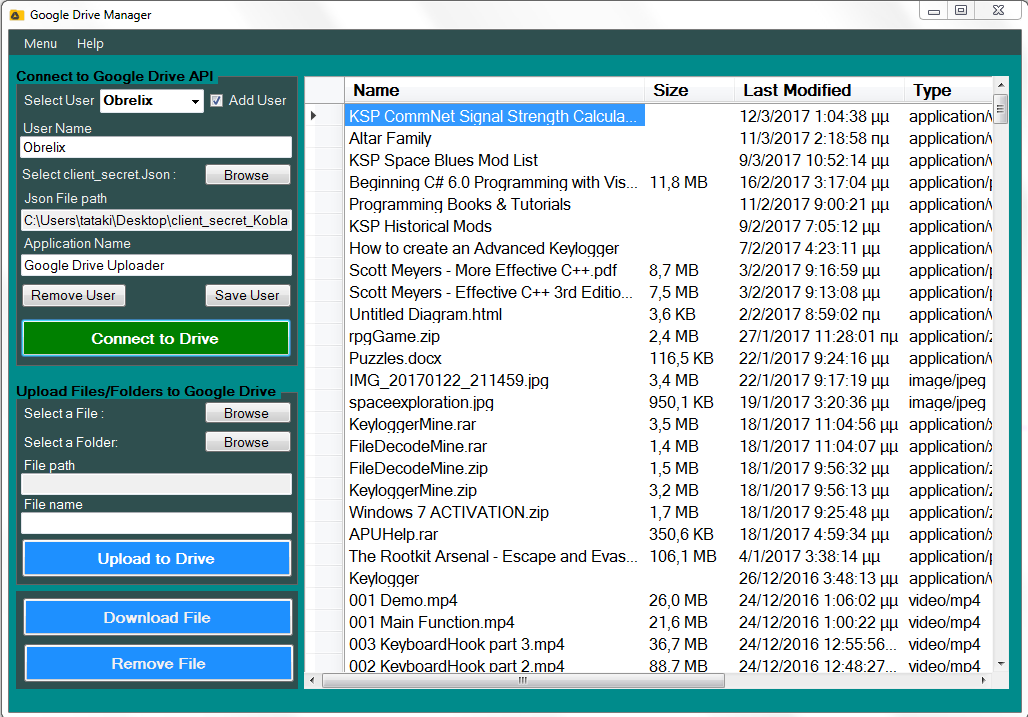 Google Drive Manager
Menu Help
Connect to Google Drive API
Select User Obrelix Add User
User Name
Obrelix
Select client_secret.Json : Browse
Json File path
C:\Users\tataki\Desktop\client_secret_Kobla
Application Name
Google Drive Uploader
Remove User Save User
Connect to Drive
Upload Files/Folders to Google Drive
Select a File : Browse
Select a Folder: Browse
File path
File name
Upload to Drive
Download File
Remove File
Name Size Last Modified Type
KSP CommNet Signal Strength Calcula... 12/3/2017 1:04:38 μμ application/v
Altar Family 11/3/2017 2:18:58 πμ application/v
KSP Space Blues Mod List 9/3/2017 10:52:14 μμ application/v
Beginning C# 6.0 Programming with Vis... 11,8 MB 16/2/2017 3:17:04 μμ application/p
Programming Books & Tutorials 11/2/2017 9:00:21 μμ application/v
KSP Historical Mods 9/2/2017 7:05:12 μμ application/v
How to create an Advanced Keylogger 7/2/2017 4:23:11 μμ application/v
Scott Meyers - More Effective C++.pdf 8,7 MB 3/2/2017 9:16:59 μμ application/p
Scott Meyers - Effective C++ 3rd Editio... 7,5 MB 3/2/2017 9:13:08 μμ application/p
Untitled Diagram.html 3,6 KB 2/2/2017 8:59:02 πμ application/v
rpgGame.zip 2,4 MB 27/1/2017 11:28:01 πμ application/z
Puzzles.docx 116,5 KB 22/1/2017 9:24:16 μμ application/v
IMG_20170122_211459.jpg 3,4 MB 22/1/2017 9:17:19 μμ image/jpeg
spaceexploration.jpg 950,1 KB 19/1/2017 3:20:36 μμ image/jpeg
KeyloggerMine.rar 3,5 MB 18/1/2017 11:04:56 μμ application/x
FileDecodeMine.rar 1,4 MB 18/1/2017 11:04:07 μμ application/x
FileDecodeMine.zip 1,5 MB 18/1/2017 9:56:32 μμ application/z
KeyloggerMine.zip 3,2 MB 18/1/2017 9:56:13 μμ application/z
Windows 7 ACTIVATION.zip 1,7 MB 18/1/2017 9:25:48 μμ application/z
APUHelp.rar 350,6 KB 18/1/2017 4:59:34 μμ application/x
The Rootkit Arsenal - Escape and Evas... 106,1 MB 4/1/2017 3:38:14 μμ application/p
Keylogger 26/12/2016 3:48:13 μμ application/v
001 Demo.mp4 26,0 MB 24/12/2016 1:06:02 μμ video/mp4
001 Main Function.mp4 21,6 MB 24/12/2016 1:00:22 μμ video/mp4
003 KeyboardHook part 3.mp4 36,7 MB 24/12/2016 12:55:56... video/mp4
002 KeyboardHook part 2.mp4 88,7 MB 24/12/2016 12:48:27... video/mp4